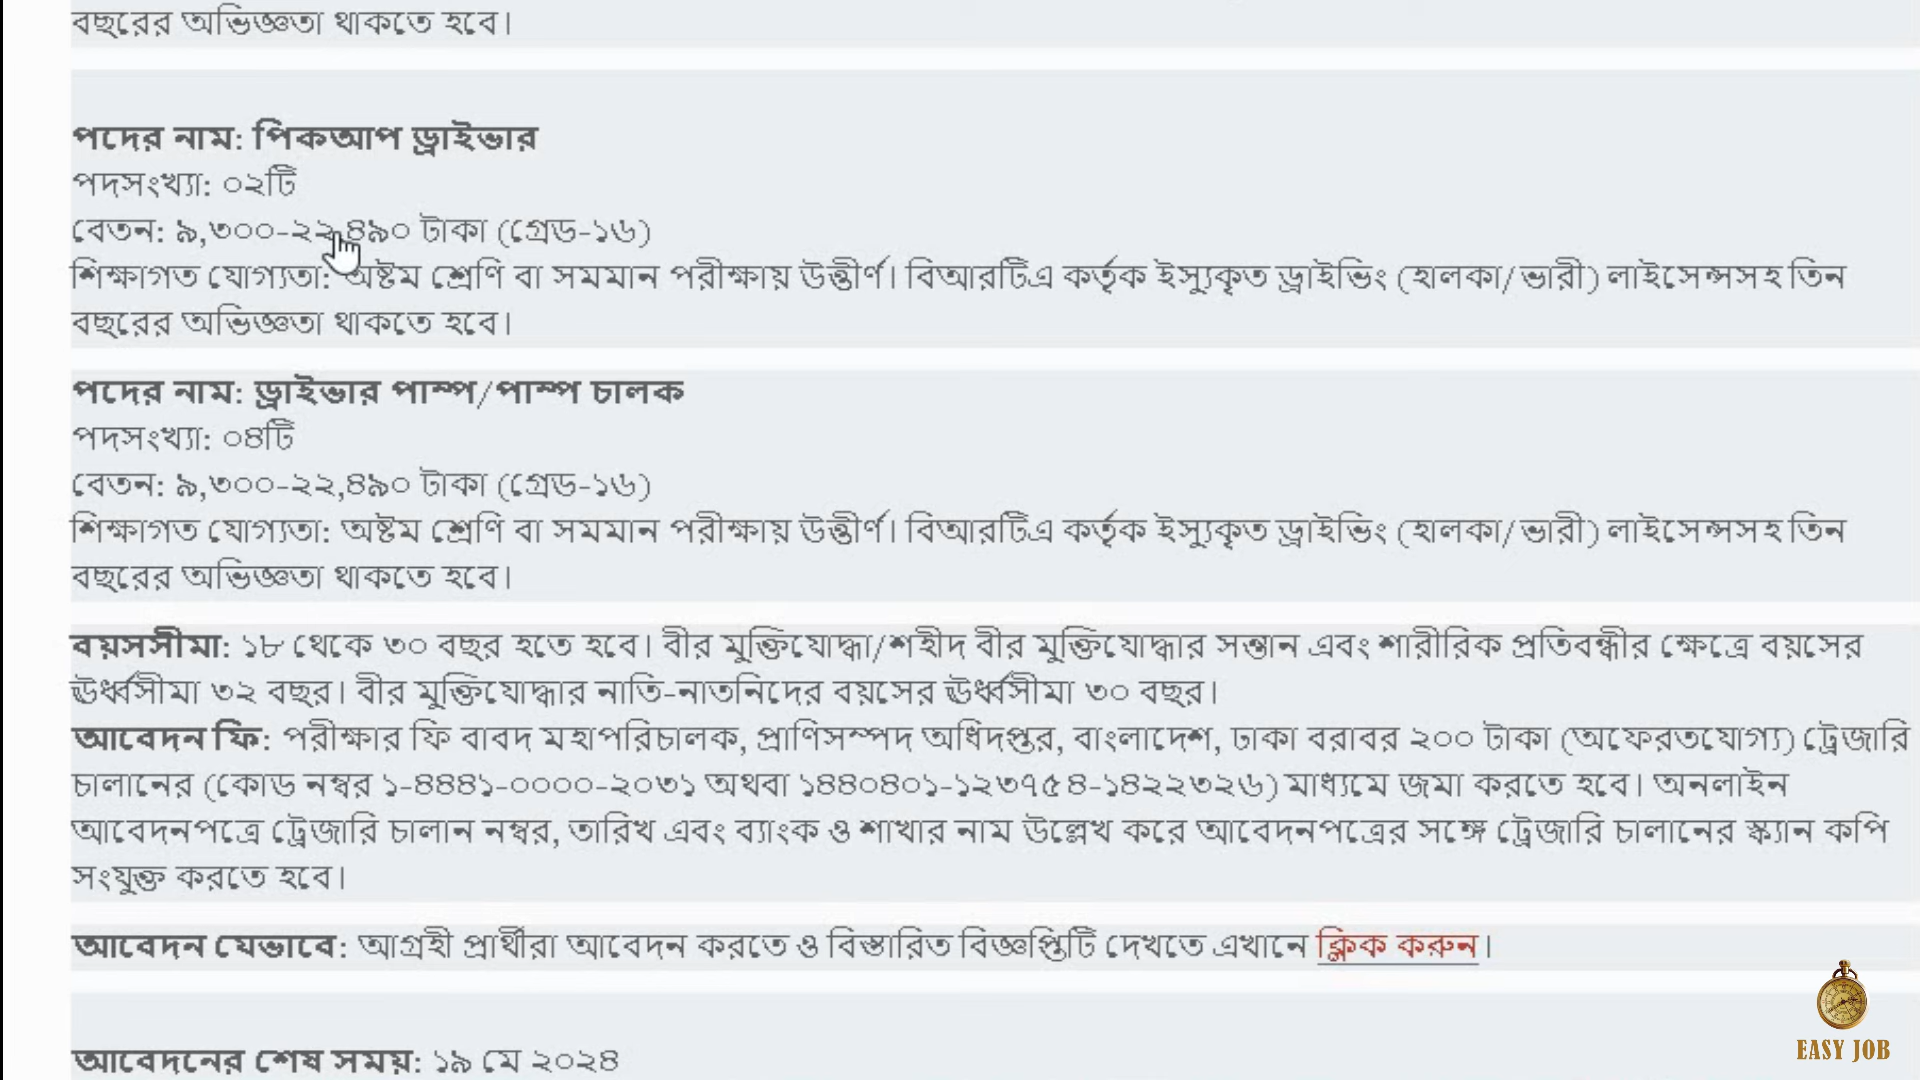 বছরের অভিজ্ঞতা থাকতে হবে।
পদের নাম: পিকআপ ড্রাইভার
পদসংখ্যা: ০২টি
বেতন: ৯,৩০০-২২,৪৯০ টাকা (গ্রেড-১৬)
শিক্ষাগত যোগ্যতা: অষ্টম শ্রেণি বা সমমান পরীক্ষায় উত্তীর্ণ। বিআরটিএ কর্তৃক ইস্যুকৃত ড্রাইভিং (হালকা/ভারী) লাইসেন্সসহ তিন
বছরের অভিজ্ঞতা থাকতে হবে।
পদের নাম: ড্রাইভার পাম্প/পাম্প চালক
পদসংখ্যা: ০৪টি
বেতন: ৯,৩০০-২২,৪৯০ টাকা (গ্রেড-১৬)
শিক্ষাগত যোগ্যতা: অষ্টম শ্রেণি বা সমমান পরীক্ষায় উত্তীর্ণ। বিআরটিএ কর্তৃক ইস্যুকৃত ড্রাইভিং (হালকা/ভারী) লাইসেন্সসহ তিন
বছরের অভিজ্ঞতা থাকতে হবে।
বয়সসীমা: ১৮ থেকে ৩০ বছর হতে হবে। বীর মুক্তিযোদ্ধা/শহীদ বীর মুক্তিযোদ্ধার সন্তান এবং শারীরিক প্রতিবন্ধীর ক্ষেত্রে বয়সের
ঊর্ধ্বসীমা ৩২ বছর। বীর মুক্তিযোদ্ধার নাতি-নাতনিদের বয়সের ঊর্ধ্বসীমা ৩০ বছর।
আবেদন ফি: পরীক্ষার ফি বাবদ মহাপরিচালক, প্রাণিসম্পদ অধিদপ্তর, বাংলাদেশ, ঢাকা বরাবর ২০০ টাকা (অফেরতযোগ্য) ট্রেজারি
চালানের (কোড নম্বর ১-৪৪৪১-০০০০-২০৩১ অথবা ১৪৪০৪০১-১২৩৭৫৪-১৪২২৩২৬) মাধ্যমে জমা করতে হবে। অনলাইন
আবেদনপত্রে ট্রেজারি চালান নম্বর, তারিখ এবং ব্যাংক ও শাখার নাম উল্লেখ করে আবেদনপত্রের সঙ্গে ট্রেজারি চালানের স্ক্যান কপি
সংযুক্ত করতে হবে।
আবেদন যেভাবে: আগ্রহী প্রার্থীরা আবেদন করতে ও বিস্তারিত বিজ্ঞপ্তিটি দেখতে এখানে ক্লিক করুন।
আবেদনের শেষ সময়: ১৯ মে ২০২৪
EASY JOB